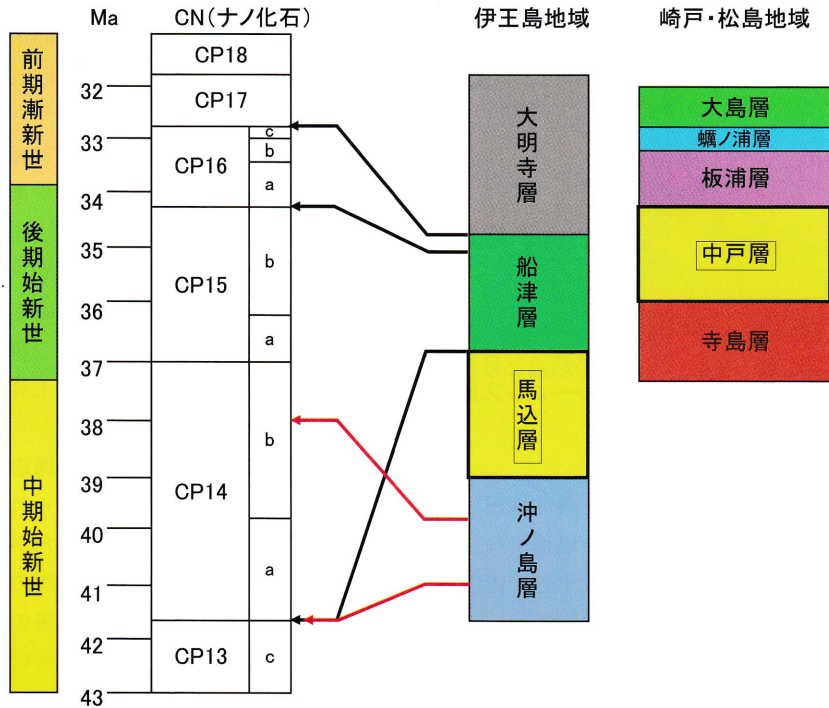 Ma
CN(ナノ化石)
伊王島地域
崎戸・松島地域
前期漸新世
後期始新世
中期始新世
32
33
34
35
36
37
38
39
40
41
42
43
CP18
CP17
CP16
c
b
a
CP15
b
a
CP14
b
a
CP13
c
大明寺層
船津層
馬込層
沖ノ島層
大島層
蠣ノ浦層
板浦層
中戸層
寺島層